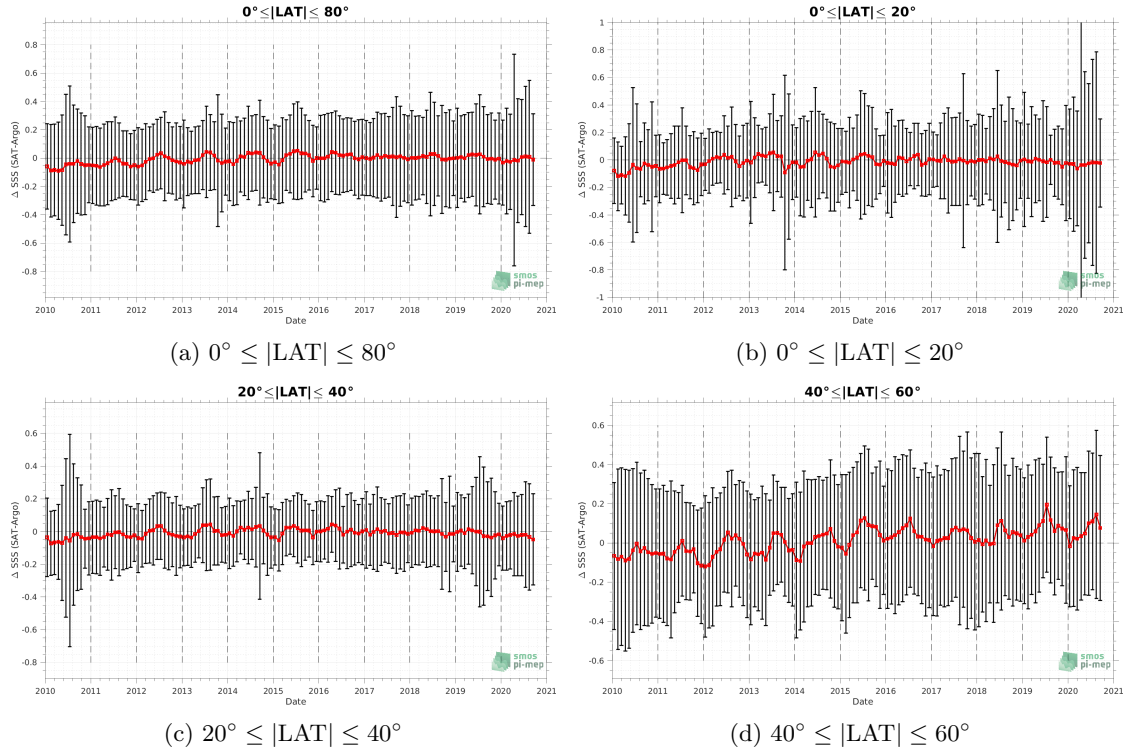 0°≤|LAT|≤ 80°
Δ SSS (SAT-Argo)
0.8
0.6
0.4
0.2
0
-0.2
-0.4
-0.6
-0.8
2010 2011 2012 2013 2014 2015 2016 2017 2018 2019 2020 2021
Date
smos
pi-mep
(a) 0° ≤ |LAT| ≤ 80°
0°≤|LAT|≤ 20°
Δ SSS (SAT-Argo)
1
0.8
0.6
0.4
0.2
0
-0.2
-0.4
-0.6
-0.8
-1
2010 2011 2012 2013 2014 2015 2016 2017 2018 2019 2020 2021
Date
smos
pi-mep
(b) 0° ≤ |LAT| ≤ 20°
20°≤|LAT|≤ 40°
Δ SSS (SAT-Argo)
0.6
0.4
0.2
0
-0.2
-0.4
-0.6
-0.8
2010 2011 2012 2013 2014 2015 2016 2017 2018 2019 2020 2021
Date
smos
pi-mep
(c) 20° ≤ |LAT| ≤ 40°
40°≤|LAT|≤ 60°
Δ SSS (SAT-Argo)
0.6
0.4
0.2
0
-0.2
-0.4
-0.6
2010 2011 2012 2013 2014 2015 2016 2017 2018 2019 2020 2021
Date
smos
pi-mep
(d) 40° ≤ |LAT| ≤ 60°